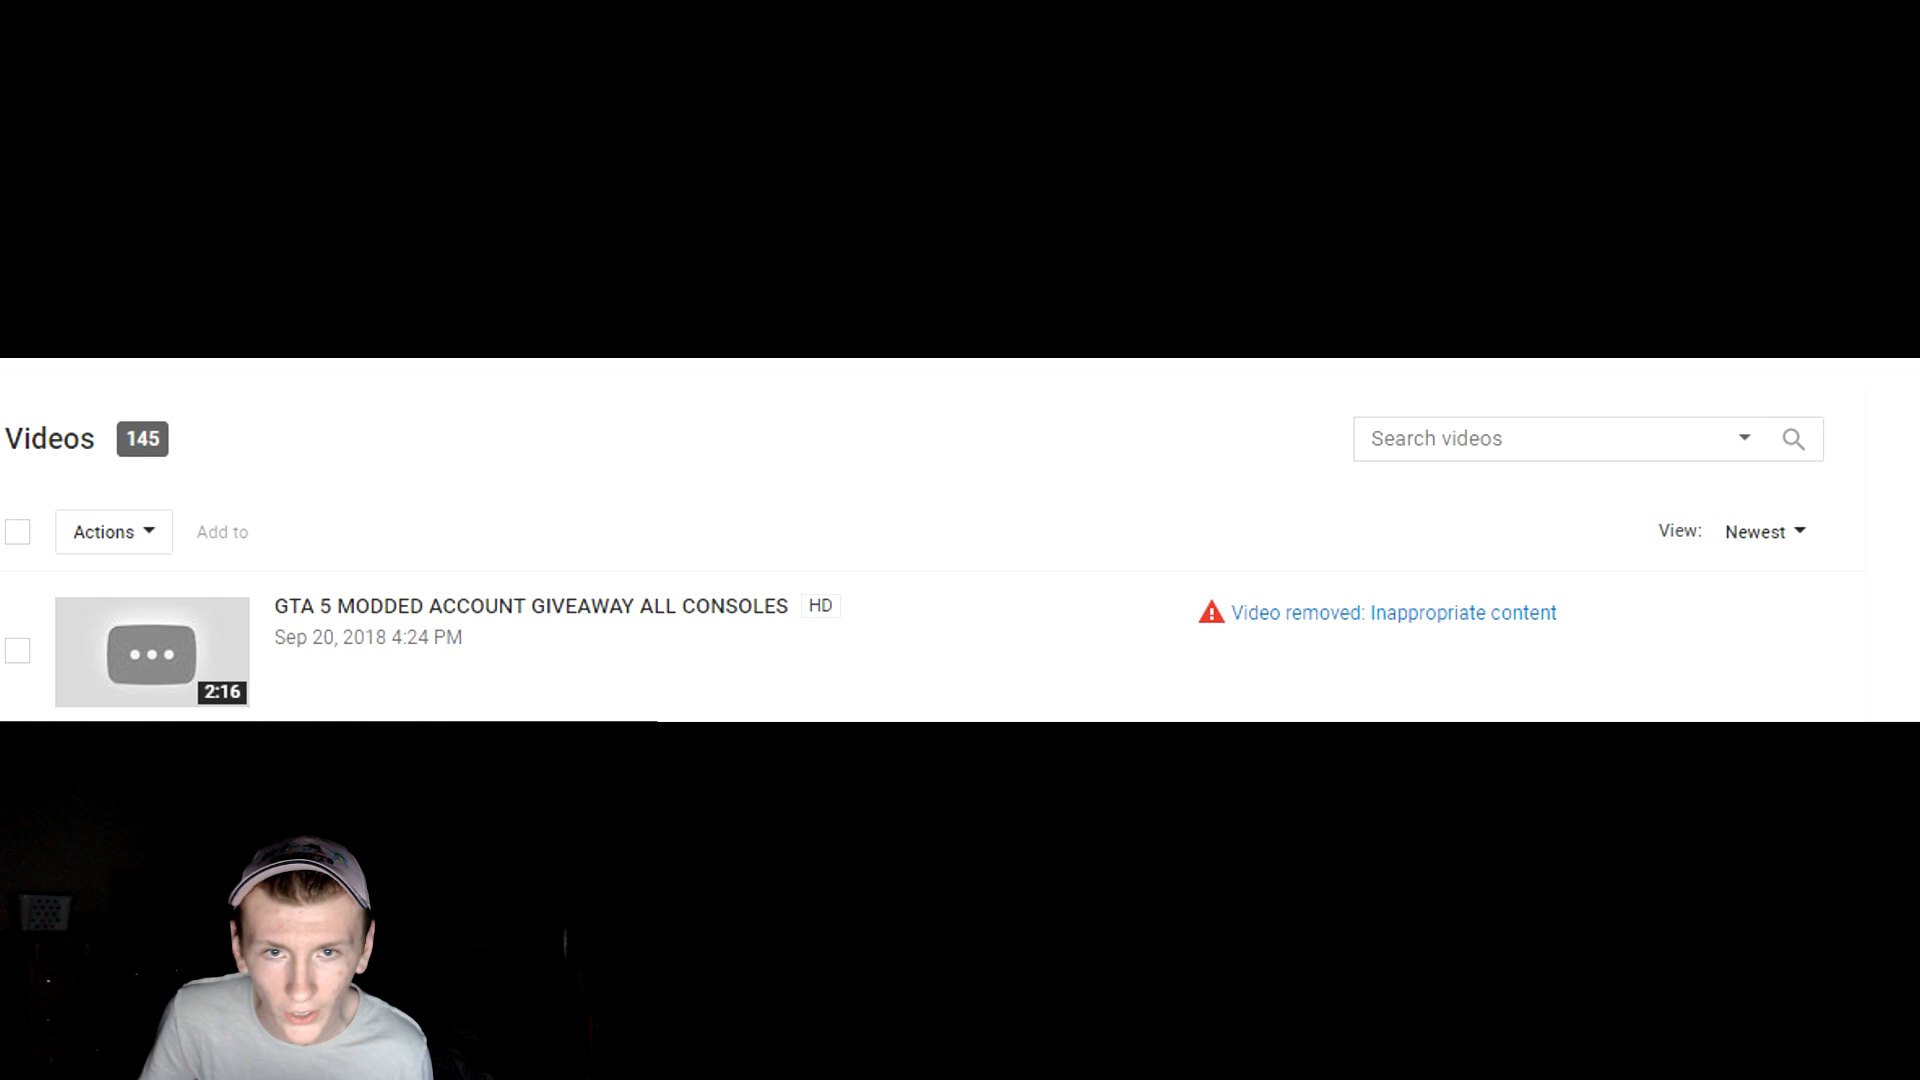 Videos 145
Search videos
Actions Add to
View: Newest
GTA 5 MODDED ACCOUNT GIVEAWAY ALL CONSOLES HD
Video removed: Inappropriate content
Sep 20, 2018 4:24 PM
2:16